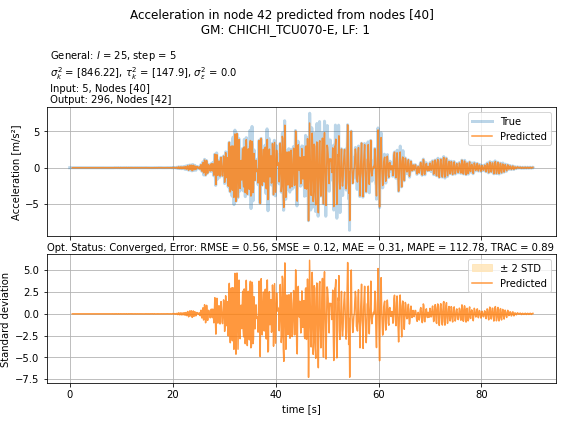 Acceleration in node 42 predicted from nodes [40]
GM: CHICHI_TCU070-E, LF: 1
General: l = 25, step = 5
σ²ₖ = [846.22], τ²ₖ = [147.9], σ²ε = 0.0
Input: 5, Nodes [40]
Output: 296, Nodes [42]
True
Predicted
Acceleration [m/s²]
5
0
−5
Opt. Status: Converged, Error: RMSE = 0.56, SMSE = 0.12, MAE = 0.31, MAPE = 112.78, TRAC = 0.89
± 2 STD
Predicted
Standard deviation
5.0
2.5
0.0
−2.5
−5.0
−7.5
0 20 40 60 80
time [s]